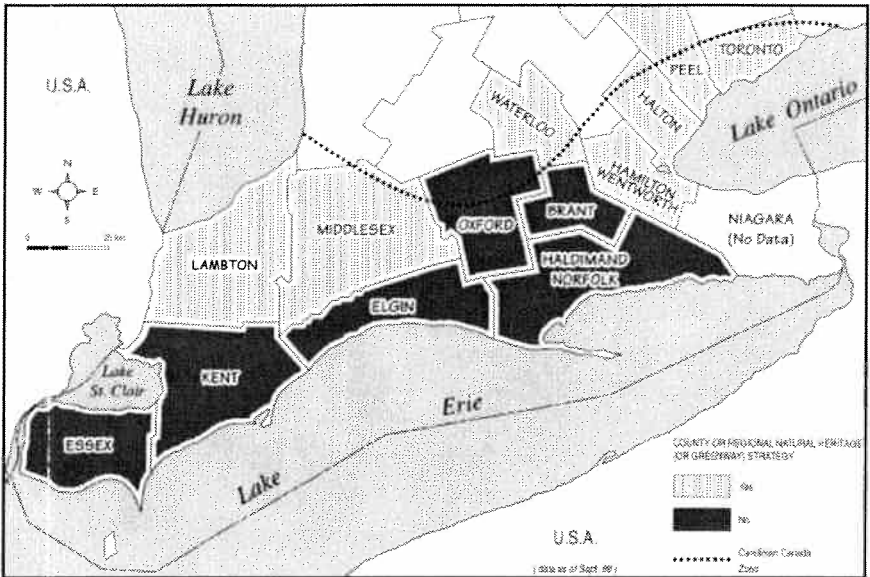 TORONTO
PEEL
U.S.A.
Lake
Huron
HALTON
WATERLOO
Lake Ontario
N
W E
S
HAMILTON
WENTWORTH
MIDDLESEX
OXFORD
BRANT
NIAGARA
(No Data)
0
LAMBTON
HALDIMAND
NORFOLK
ELGIN
Lake
St. Clair
KENT
Erie
ESSEX
COUNTY OR REGIONAL NATURAL HERITAGE
(OR GREENWAY) STRATEGY
Lake
Yes
No
U.S.A.
Carolinian Canada
Zone